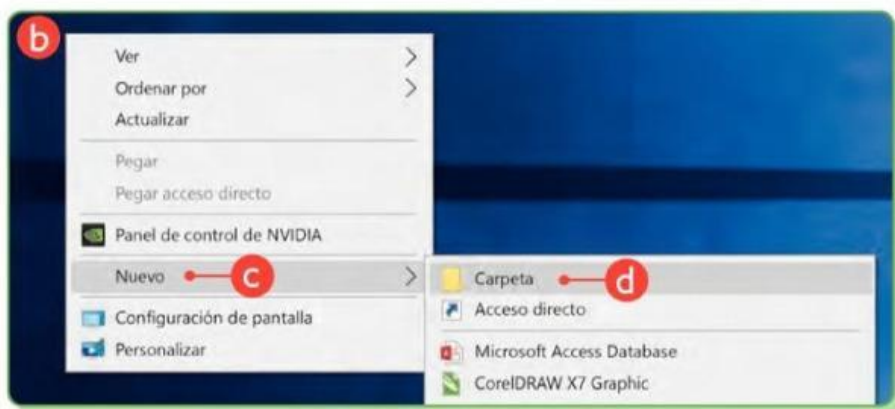 b
Ver
Ordenar por
Actualizar
Pegar
Pegar acceso directo
Panel de control de NVIDIA
Nuevo c
Configuración de pantalla
Personalizar
Carpeta d
Acceso directo
Microsoft Access Database
CorelDRAW X7 Graphic